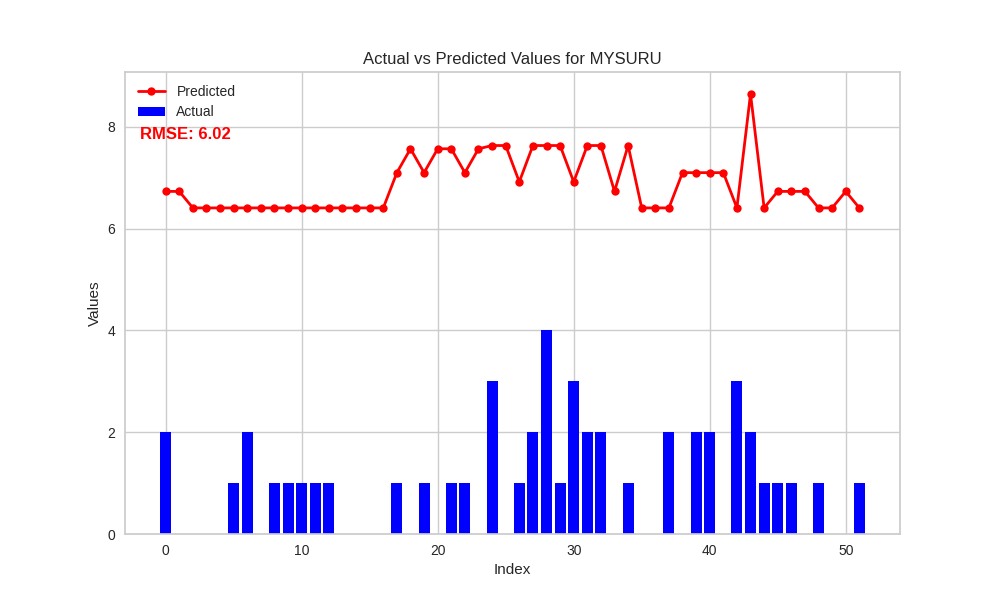 Actual vs Predicted Values for MYSURU
Predicted
Actual
RMSE: 6.02
Values
8
6
4
2
0
0 10 20 30 40 50
Index